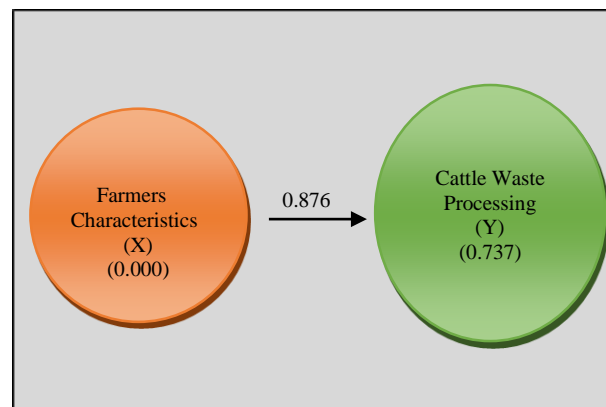 Farmers
Characteristics
(X)
(0.000)
0.876
Cattle Waste
Processing
(Y)
(0.737)